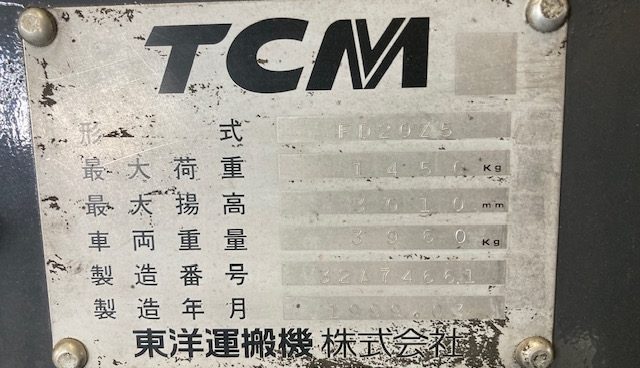 TCM
形式 FD20Z5
最大荷重 1450 Kg
最大揚高 3010 mm
車両重量 3960 Kg
製造番号
製造年月
東洋運搬機株式会社